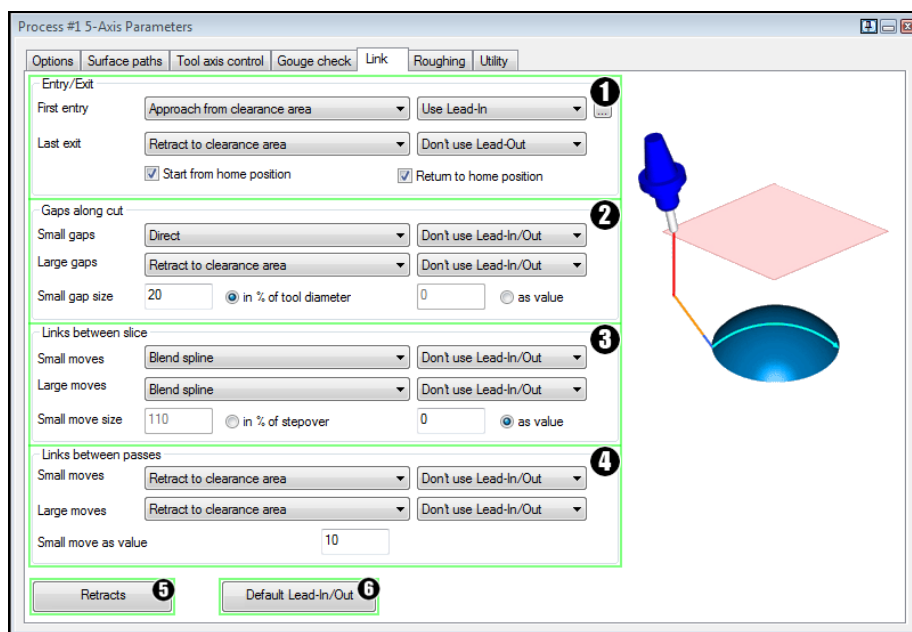 Process #1 5-Axis Parameters
Options Surface paths Tool axis control Gouge check Link Roughing Utility
Entry/Exit 1
First entry Approach from clearance area Use Lead-In ...
Last exit Retract to clearance area Don't use Lead-Out
Start from home position Return to home position
Gaps along cut 2
Small gaps Direct Don't use Lead-In/Out
Large gaps Retract to clearance area Don't use Lead-In/Out
Small gap size 20 in % of tool diameter 0 as value
Links between slice 3
Small moves Blend spline Don't use Lead-In/Out
Large moves Blend spline Don't use Lead-In/Out
Small move size 110 in % of stepover 0 as value
Links between passes 4
Small moves Retract to clearance area Don't use Lead-In/Out
Large moves Retract to clearance area Don't use Lead-In/Out
Small move as value 10
Retracts 5 Default Lead-In/Out 6